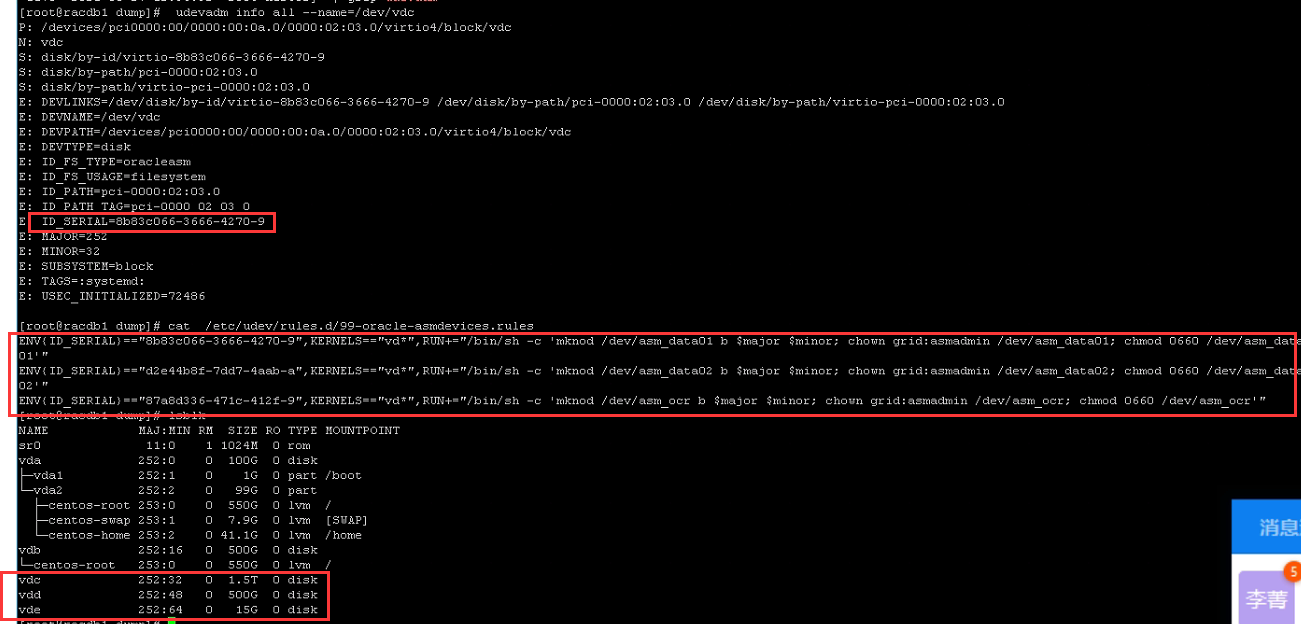 [root@racdb1 dump]#  udevadm info all --name=/dev/vdc
P: /devices/pci0000:00/0000:00:0a.0/0000:02:03.0/virtio4/block/vdc
N: vdc
S: disk/by-id/virtio-8b83c066-3666-4270-9
S: disk/by-path/pci-0000:02:03.0
S: disk/by-path/virtio-pci-0000:02:03.0
E: DEVLINKS=/dev/disk/by-id/virtio-8b83c066-3666-4270-9 /dev/disk/by-path/pci-0000:02:03.0 /dev/disk/by-path/virtio-pci-0000:02:03.0
E: DEVNAME=/dev/vdc
E: DEVPATH=/devices/pci0000:00/0000:00:0a.0/0000:02:03.0/virtio4/block/vdc
E: DEVTYPE=disk
E: ID_FS_TYPE=oracleasm
E: ID_FS_USAGE=filesystem
E: ID_PATH=pci-0000:02:03.0
E: ID_PATH_TAG=pci-0000_02_03_0
E: ID_SERIAL=8b83c066-3666-4270-9
E: MAJOR=252
E: MINOR=32
E: SUBSYSTEM=block
E: TAGS=:systemd:
E: USEC_INITIALIZED=72486
[root@racdb1 dump]# cat  /etc/udev/rules.d/99-oracle-asmdevices.rules
ENV{ID_SERIAL}=="8b83c066-3666-4270-9",KERNELS=="vd*",RUN+="/bin/sh -c 'mknod /dev/asm_data01 b $major $minor; chown grid:asmadmin /dev/asm_data01; chmod 0660 /dev/asm_data
01'"
ENV{ID_SERIAL}=="d2e44b8f-7dd7-4aab-a",KERNELS=="vd*",RUN+="/bin/sh -c 'mknod /dev/asm_data02 b $major $minor; chown grid:asmadmin /dev/asm_data02; chmod 0660 /dev/asm_data
02'"
ENV{ID_SERIAL}=="87a8d336-471c-412f-9",KERNELS=="vd*",RUN+="/bin/sh -c 'mknod /dev/asm_ocr b $major $minor; chown grid:asmadmin /dev/asm_ocr; chmod 0660 /dev/asm_ocr'"
[root@racdb1 dump]# lsblk
NAME            MAJ:MIN RM  SIZE RO TYPE MOUNTPOINT
sr0              11:0    1 1024M  0 rom
vda             252:0    0  100G  0 disk
├─vda1          252:1    0    1G  0 part /boot
└─vda2          252:2    0   99G  0 part
  ├─centos-root 253:0    0  550G  0 lvm  /
  ├─centos-swap 253:1    0  7.9G  0 lvm  [SWAP]
  └─centos-home 253:2    0 41.1G  0 lvm  /home
vdb             252:16   0  500G  0 disk
└─centos-root   253:0    0  550G  0 lvm  /
vdc             252:32   0  1.5T  0 disk
vdd             252:48   0  500G  0 disk
vde             252:64   0   15G  0 disk
[root@racdb1 dump]#
消息
5
李菁